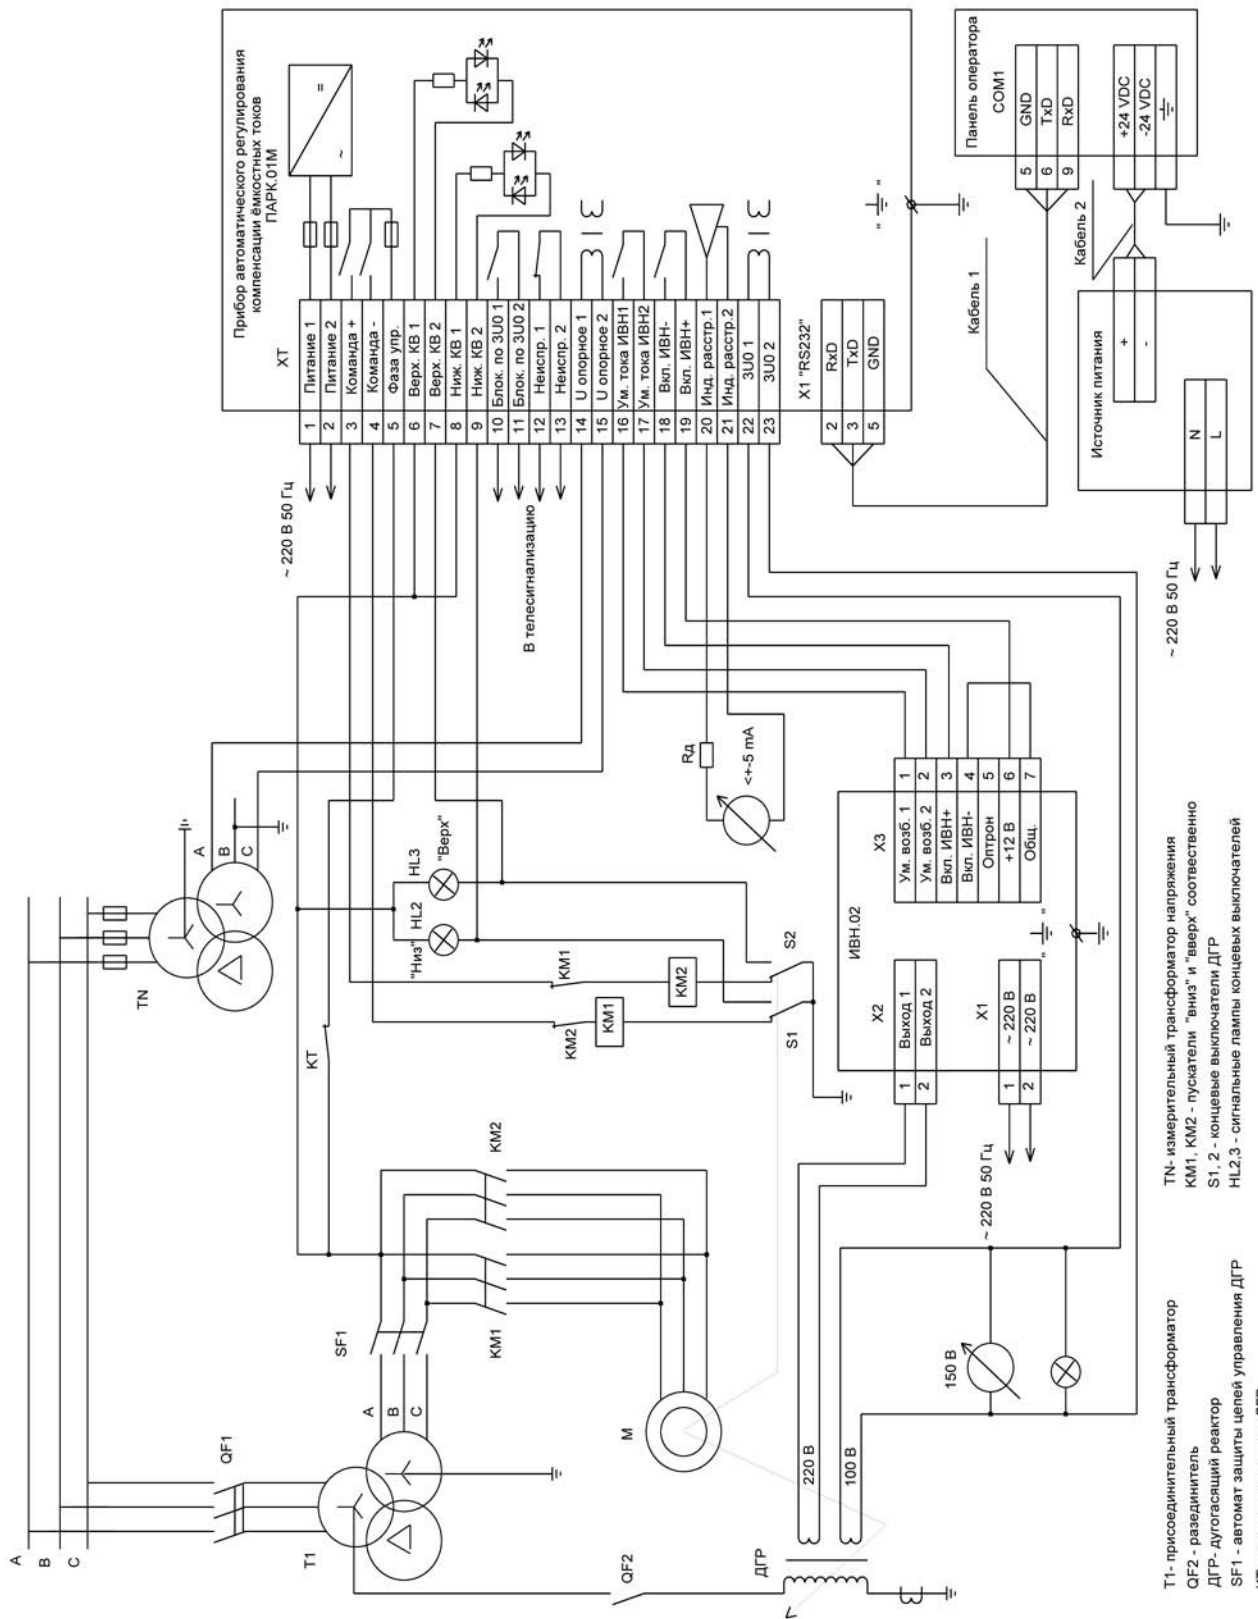 Прибор автоматического регулирования
компенсации ёмкостных токов
ПАРК.01М
XT
1 Питание 1
2 Питание 2
3 Команда +
4 Команда -
5 Фаза упр.
6 Верх. КВ 1
7 Верх. КВ 2
8 Ниж. КВ 1
9 Ниж. КВ 2
10 Блок. по 3U0 1
11 Блок. по 3U0 2
12 Неиспр. 1
13 Неиспр. 2
14 U опорное 1
15 U опорное 2
16 Ум. тока ИВН1
17 Ум. тока ИВН2
18 Вкл. ИВН-
19 Вкл. ИВН+
20 Инд. расстр.1
21 Инд. расстр.2
22 3U0 1
23 3U0 2
= ~
" "
X1 "RS232"
2 RxD
3 TxD
5 GND
Панель оператора
COM1
5 GND
6 TxD
9 RxD
+24 VDC
-24 VDC
Кабель 1
Кабель 2
Источник питания
+
-
N
L
~ 220 В 50 Гц
~ 220 В 50 Гц
В телесигнализацию
A
B
C
TN
A
B
C
KT
HL3
"Верх"
HL2
"Низ"
KM1
KM2
KM2
KM1
S2
S1
Rд
<+-5 mA
ИВН.02
X3
Ум. возб. 1 1
Ум. возб. 2 2
Вкл. ИВН+ 3
Вкл. ИВН- 4
Оптрон 5
+12 В 6
Общ. 7
" "
X2
1 Выход 1
2 Выход 2
X1
1 ~ 220 В
2 ~ 220 В
~ 220 В 50 Гц
QF1
T1
A
B
C
SF1
KM1
KM2
M
QF2
ДГР
220 В
100 В
150 В
T1- присоединительный трансформатор
QF2 - разединитель
ДГР- дугогасящий реактор
SF1 - автомат защиты цепей управления ДГР
TN- измерительный трансформатор напряжения
KM1, KM2 - пускатели "вниз" и "вверх" соотвественно
S1, 2 - концевые выключатели ДГР
HL2,3 - сигнальные лампы концевых выключателей